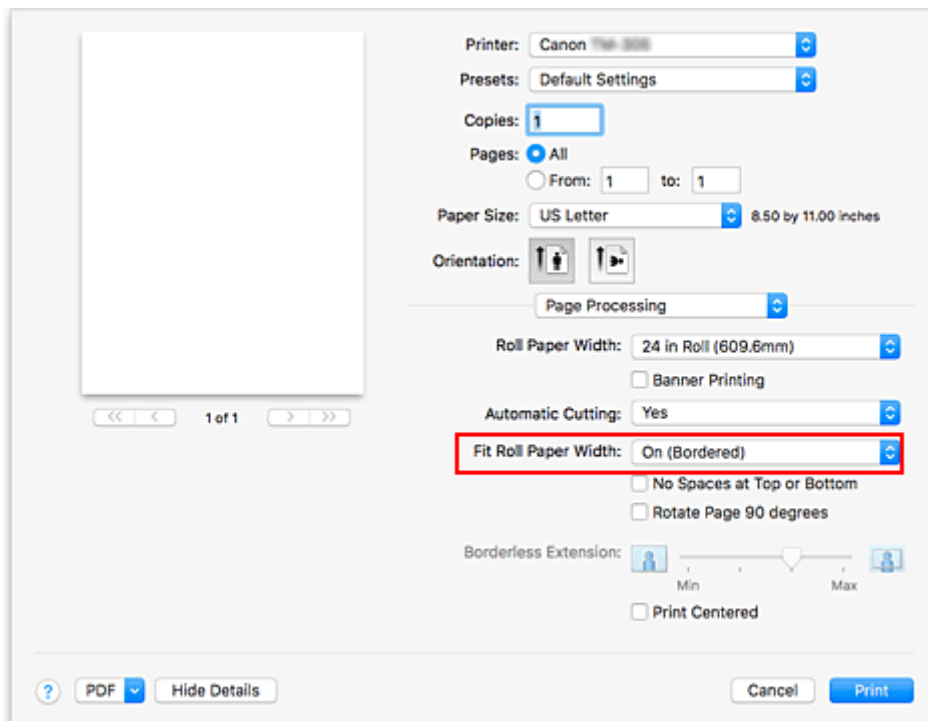 Printer: Canon
Presets: Default Settings
Copies: 1
Pages: All
From: 1 to: 1
Paper Size: US Letter 8.50 by 11.00 inches
Orientation:
Page Processing
Roll Paper Width: 24 in Roll (609.6mm)
Banner Printing
1 of 1
Automatic Cutting: Yes
Fit Roll Paper Width: On (Bordered)
No Spaces at Top or Bottom
Rotate Page 90 degrees
Borderless Extension:
Min Max
Print Centered
? PDF Hide Details Cancel Print